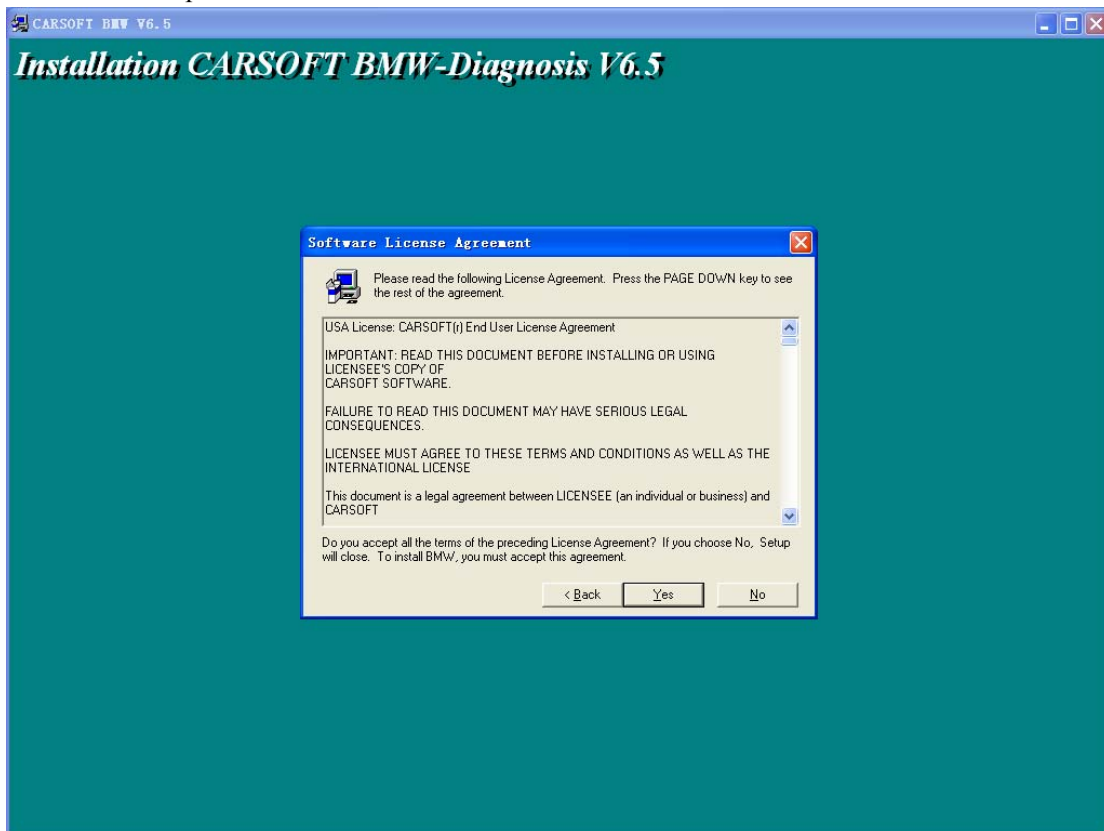 CARSOFT BMW V6.5
Installation CARSOFT BMW-Diagnosis V6.5
Software License Agreement
Please read the following License Agreement. Press the PAGE DOWN key to see
the rest of the agreement.
USA License: CARSOFT(r) End User License Agreement
IMPORTANT: READ THIS DOCUMENT BEFORE INSTALLING OR USING
LICENSEE'S COPY OF
CARSOFT SOFTWARE.
FAILURE TO READ THIS DOCUMENT MAY HAVE SERIOUS LEGAL
CONSEQUENCES.
LICENSEE MUST AGREE TO THESE TERMS AND CONDITIONS AS WELL AS THE
INTERNATIONAL LICENSE
This document is a legal agreement between LICENSEE (an individual or business) and
CARSOFT
Do you accept all the terms of the preceding License Agreement? If you choose No, Setup
will close. To install BMW, you must accept this agreement.
< Back Yes No